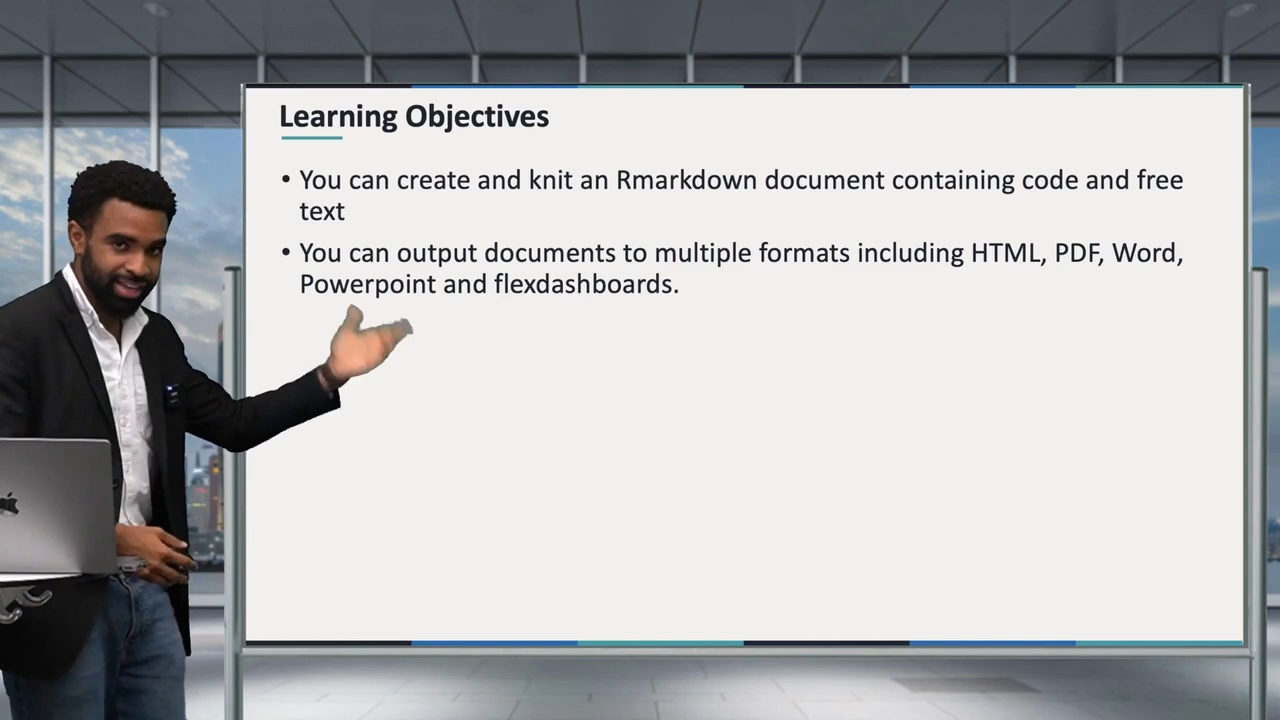 Learning Objectives
• You can create and knit an Rmarkdown document containing code and free
text
• You can output documents to multiple formats including HTML, PDF, Word,
Powerpoint and flexdashboards.